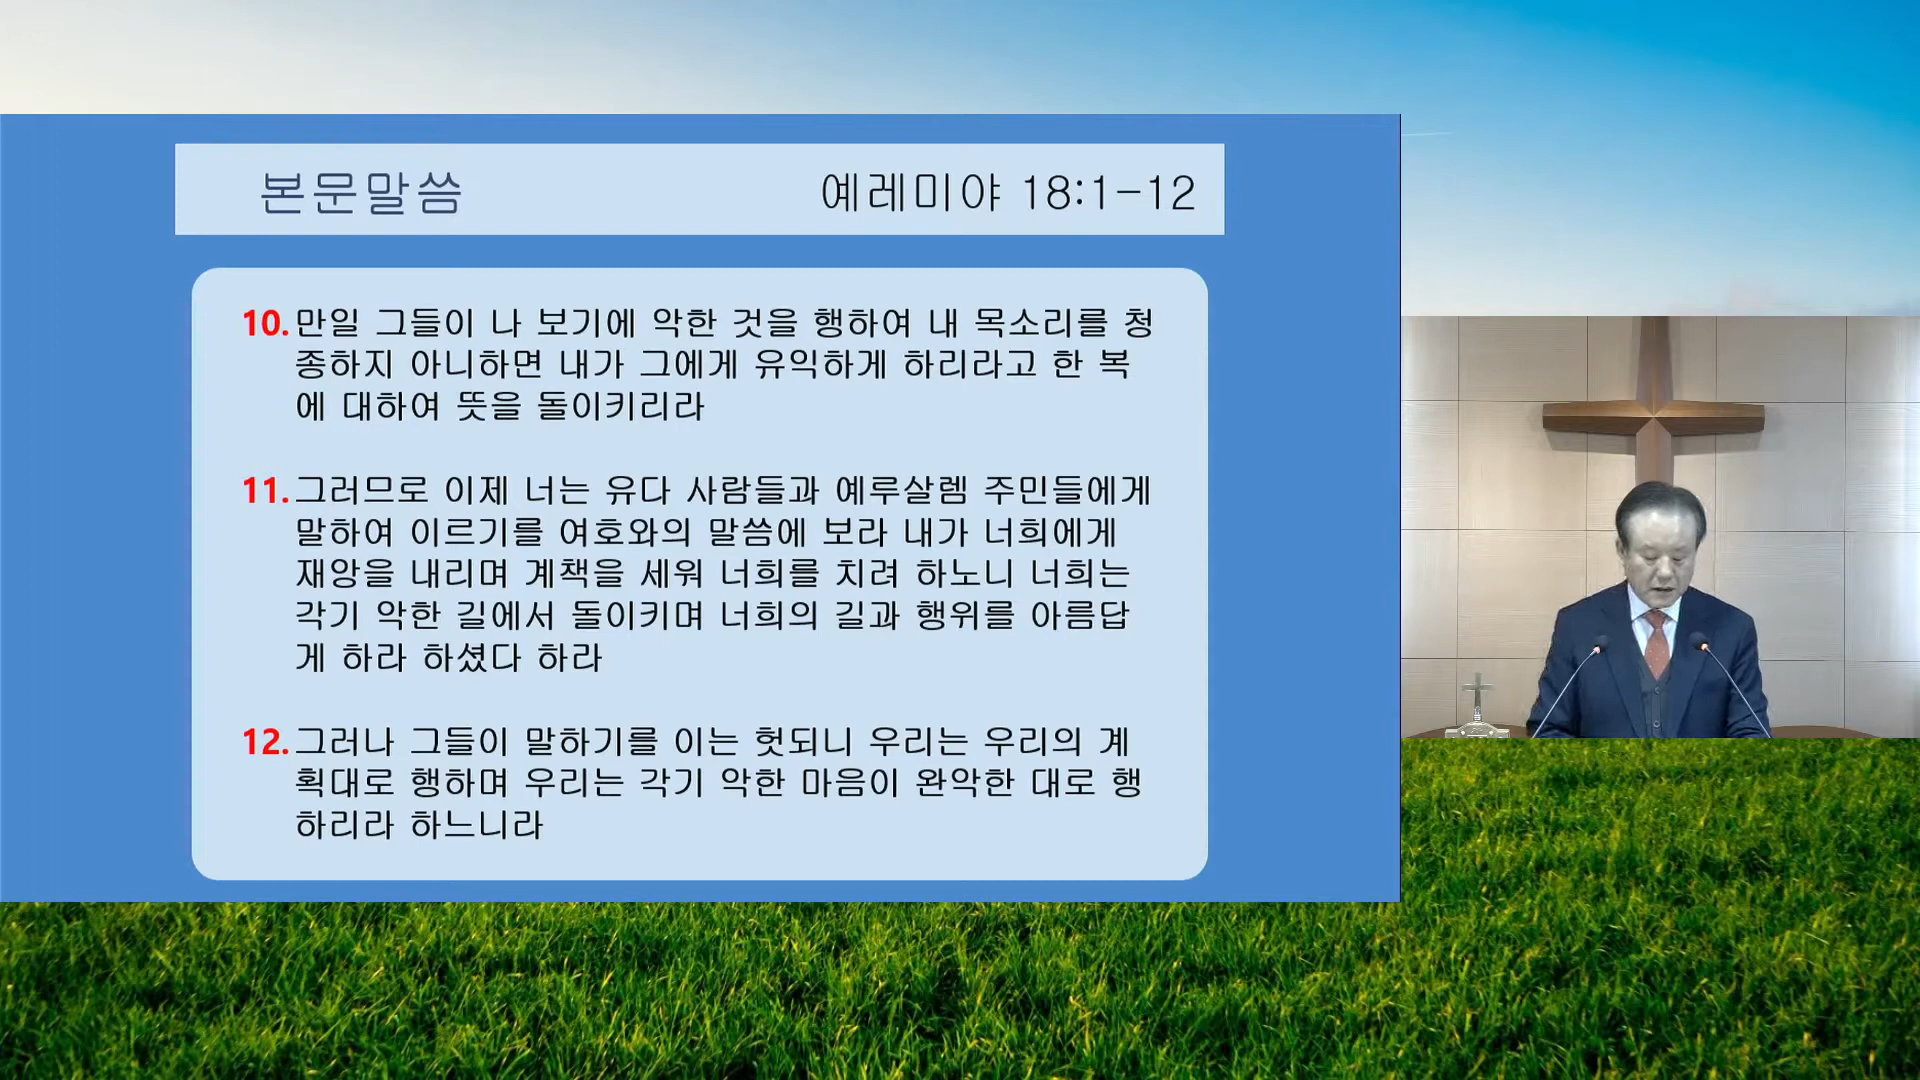 본문말씀 예레미야 18:1-12
10. 만일 그들이 나 보기에 악한 것을 행하여 내 목소리를 청
종하지 아니하면 내가 그에게 유익하게 하리라고 한 복
에 대하여 뜻을 돌이키리라
11. 그러므로 이제 너는 유다 사람들과 예루살렘 주민들에게
말하여 이르기를 여호와의 말씀에 보라 내가 너희에게
재앙을 내리며 계책을 세워 너희를 치려 하노니 너희는
각기 악한 길에서 돌이키며 너희의 길과 행위를 아름답
게 하라 하셨다 하라
12. 그러나 그들이 말하기를 이는 헛되니 우리는 우리의 계
획대로 행하며 우리는 각기 악한 마음이 완악한 대로 행
하리라 하느니라